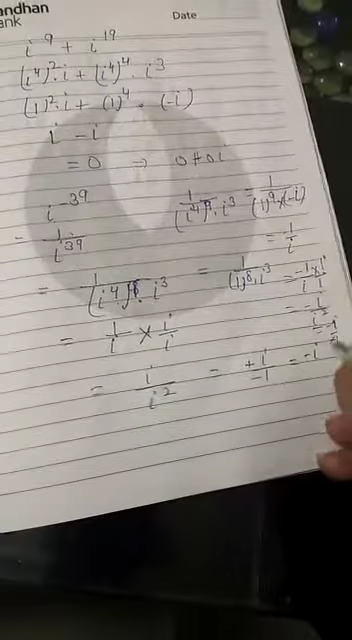 andhan
ank
Date
i^9 + i^19
(i^4)^2·i + (i^4)^4·i^3
(1)^2·i + (1)^4·(-i)
i - i
= 0 → 0+0i
i^-39
= 1/i^39
1/(i^4)^9·i^3 = 1/(1)^9×(-i)
= -1/i
= 1/(i^4)^8·i^3 = 1/(1)^8·i^3
= 1/i × i/i
= i/i^2 = +i/-1 = -i